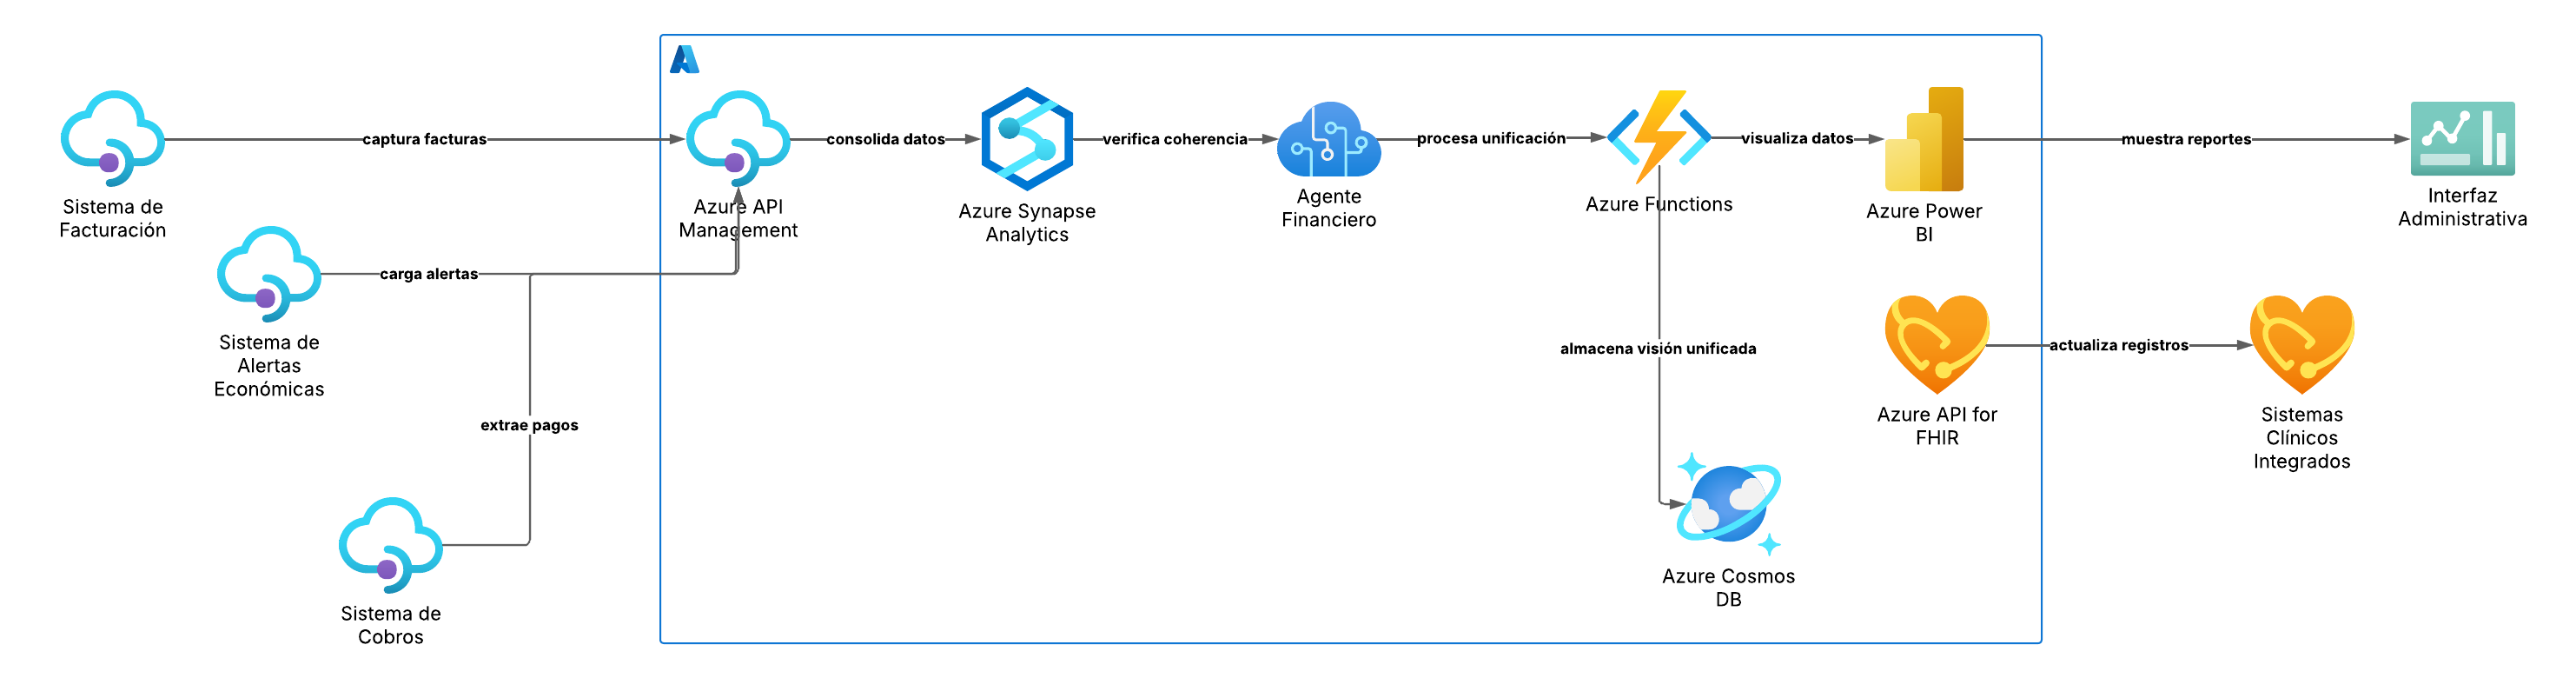 captura facturas
consolida datos
verifica coherencia
procesa unificación
visualiza datos
muestra reportes
Sistema de
Facturación
Azure API
Management
Azure Synapse
Analytics
Agente
Financiero
Azure Functions
Azure Power
BI
Interfaz
Administrativa
carga alertas
Sistema de
Alertas
Económicas
almacena visión unificada
actualiza registros
Azure API for
FHIR
Sistemas
Clínicos
Integrados
extrae pagos
Sistema de
Cobros
Azure Cosmos
DB